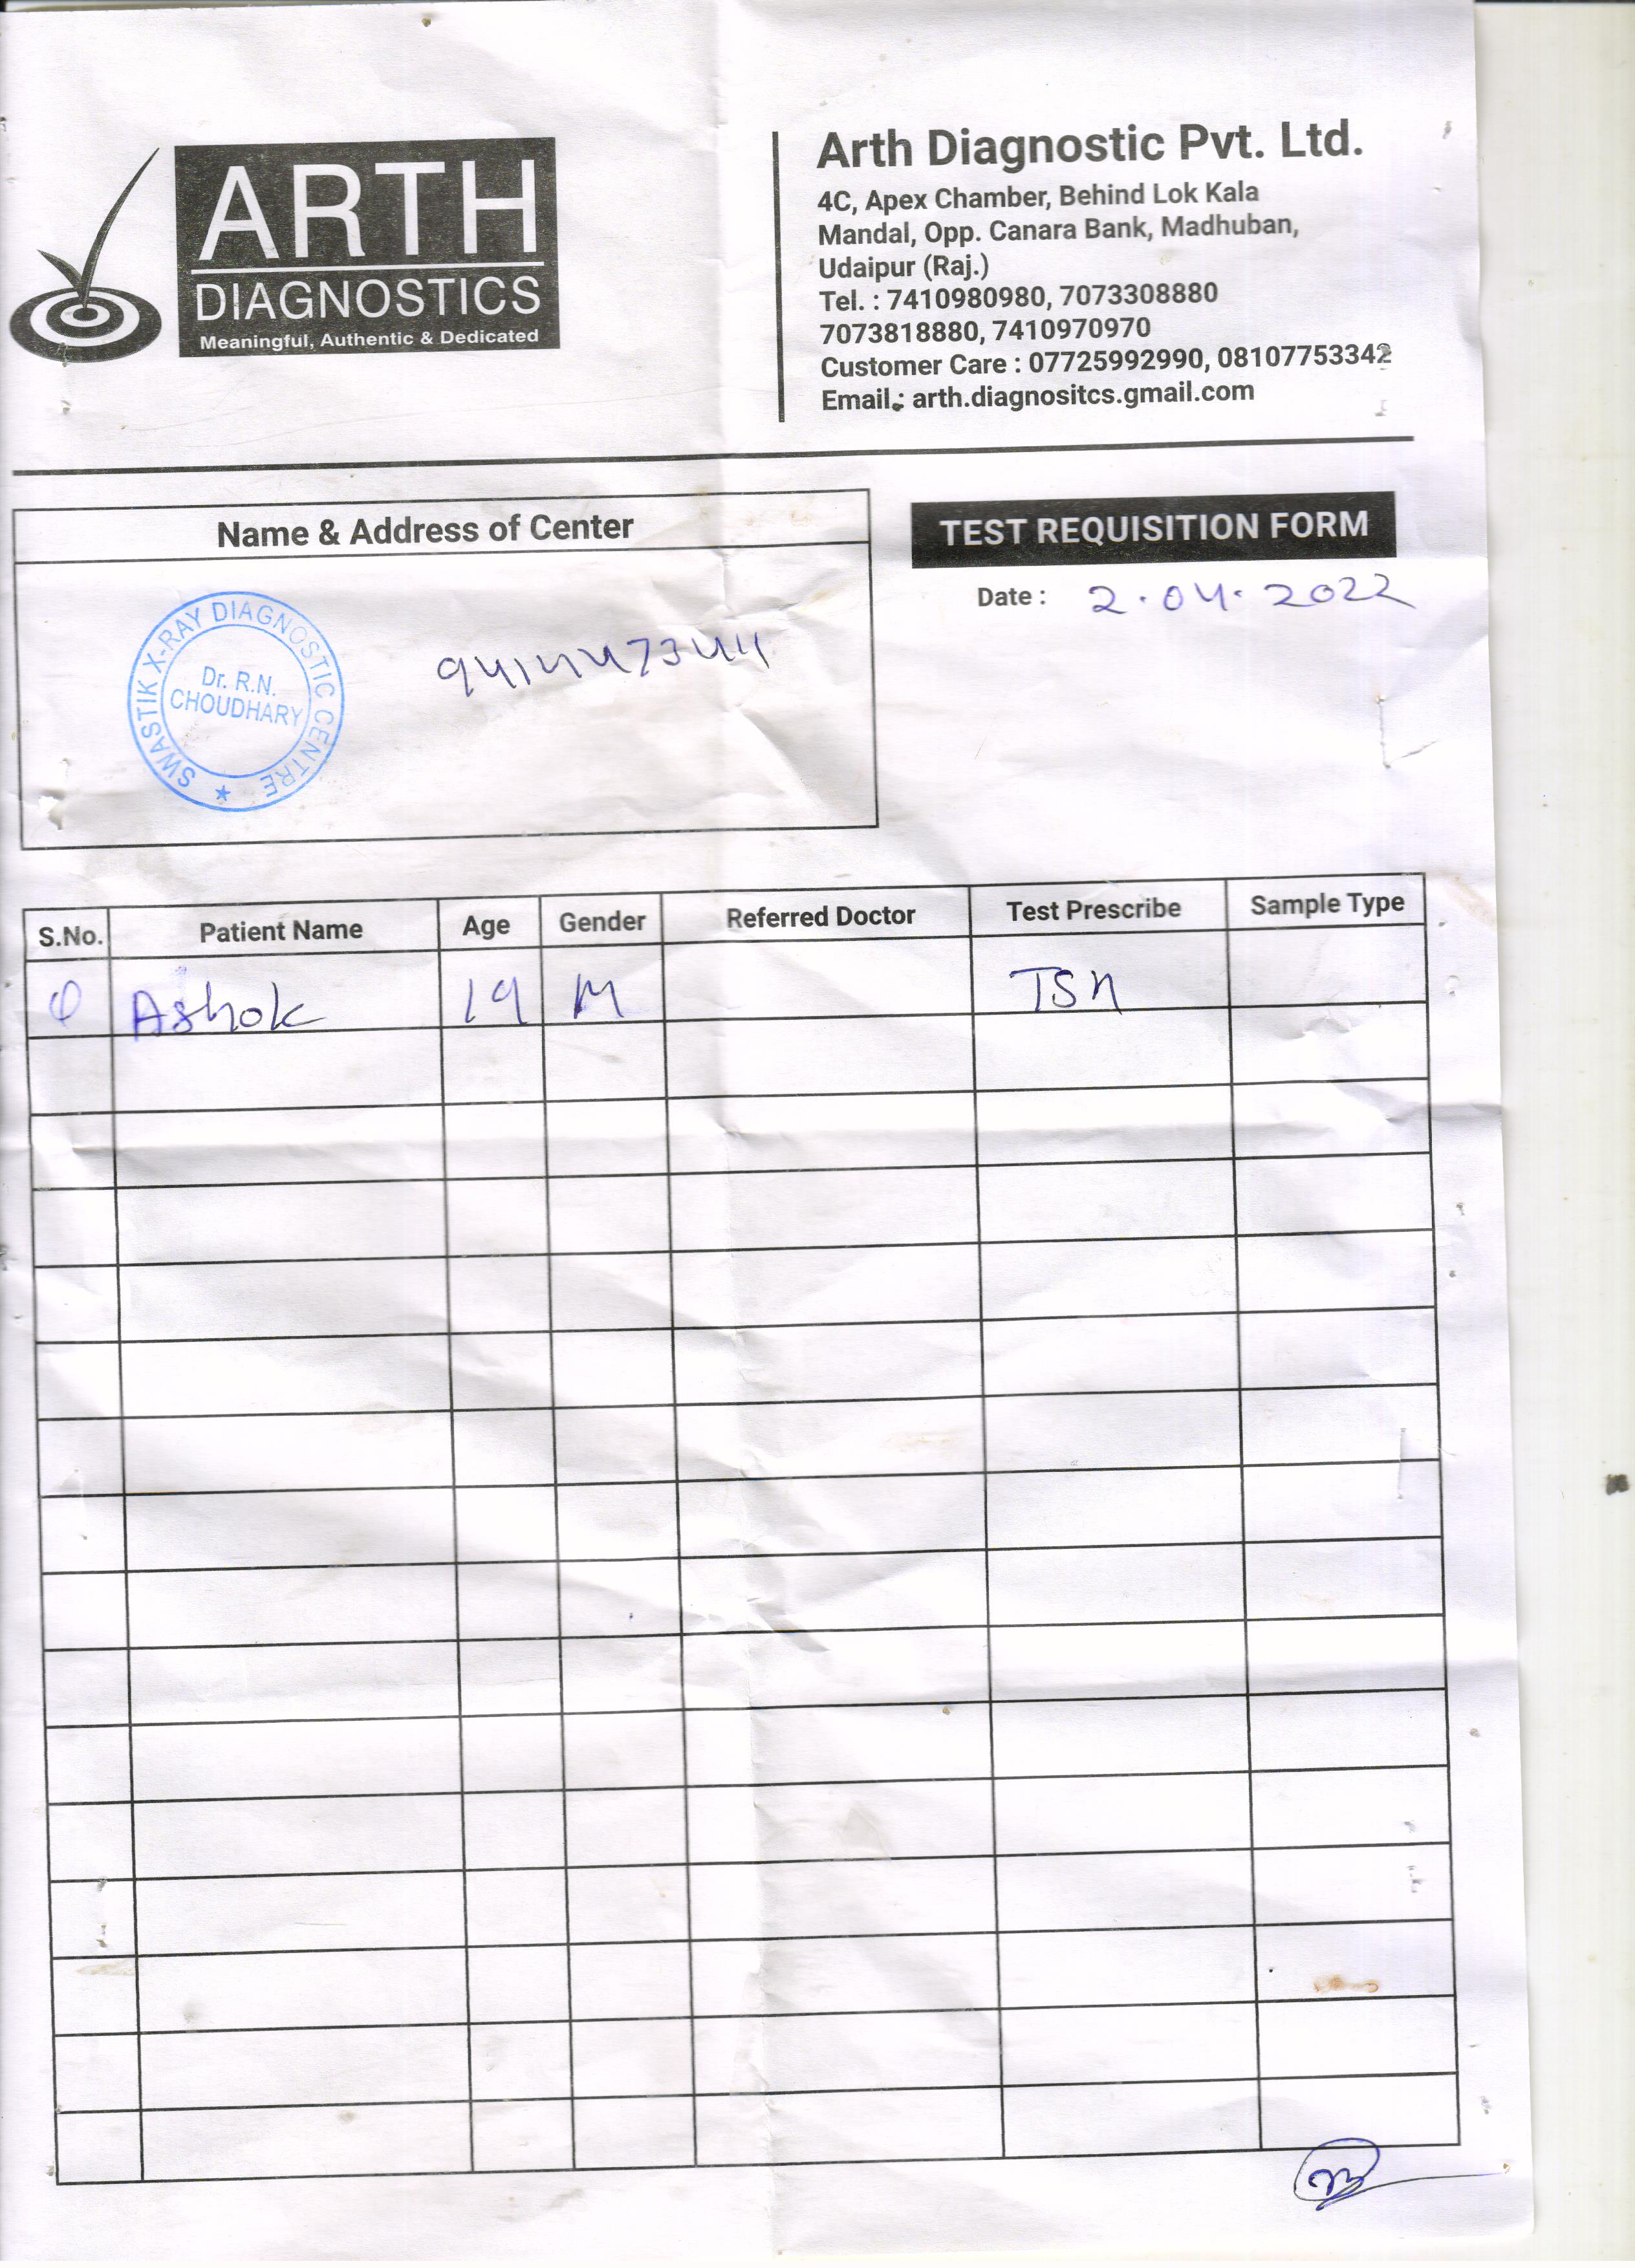 ARTH
DIAGNOSTICS
Meaningful, Authentic & Dedicated
Arth Diagnostic Pvt. Ltd.
4C, Apex Chamber, Behind Lok Kala
Mandal, Opp. Canara Bank, Madhuban,
Udaipur (Raj.)
Tel. : 7410980980, 7073308880
7073818880, 7410970970
Customer Care : 07725992990, 08107753342
Email.: arth.diagnositcs.gmail.com
Name & Address of Center
TEST REQUISITION FORM
Date : 2.04.2022
SWASTIK X-RAY DIAGNOSTIC CENTRE ★
Dr. R.N.
CHOUDHARY
S.No. Patient Name Age Gender Referred Doctor Test Prescribe Sample Type
Ashok 19 M